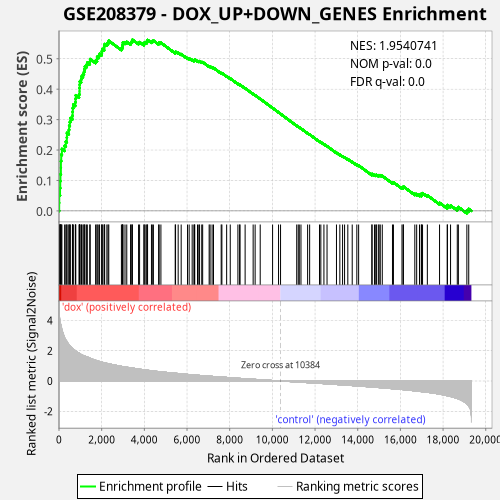 GSE208379 - DOX_UP+DOWN_GENES Enrichment
NES: 1.9540741
NOM p-val: 0.0
FDR q-val: 0.0
Enrichment score (ES)
0.5
0.4
0.3
0.2
0.1
0.0
'dox' (positively correlated)
Zero cross at 10384
'control' (negatively correlated)
Ranked list metric (Signal2Noise)
4
2
0
-2
0
2,000
4,000
6,000
8,000
10,000
12,000
14,000
16,000
18,000
20,000
Rank in Ordered Dataset
Enrichment profile
Hits
Ranking metric scores